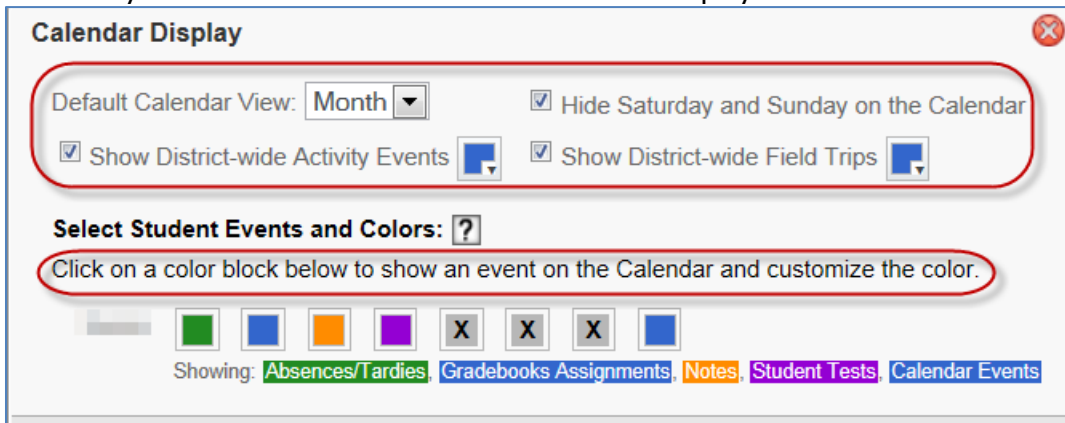 Calendar Display
Default Calendar View: Month Hide Saturday and Sunday on the Calendar
Show District-wide Activity Events Show District-wide Field Trips
Select Student Events and Colors: ?
Click on a color block below to show an event on the Calendar and customize the color.
X X X
Showing: Absences/Tardies, Gradebooks Assignments, Notes, Student Tests, Calendar Events